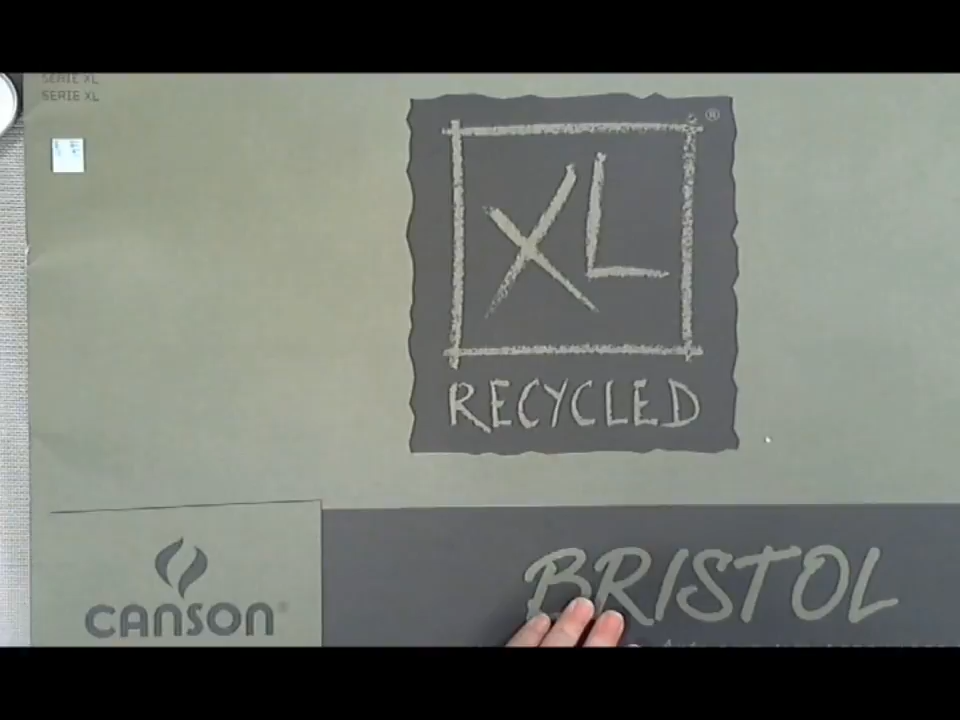 SERIE XL
SERIE XL
XL®
RECYCLED
CANSON®
BRISTOL